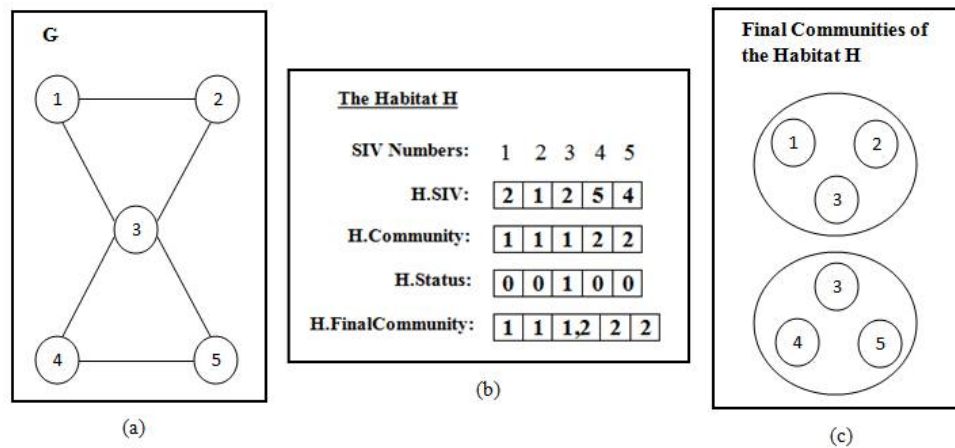 G
1 2
3
4 5
(a)
The Habitat H
SIV Numbers: 1 2 3 4 5
H.SIV: 2 1 2 5 4
H.Community: 1 1 1 2 2
H.Status: 0 0 1 0 0
H.FinalCommunity: 1 1 1,2 2 2
(b)
Final Communities of
the Habitat H
1 2
3
3
4 5
(c)